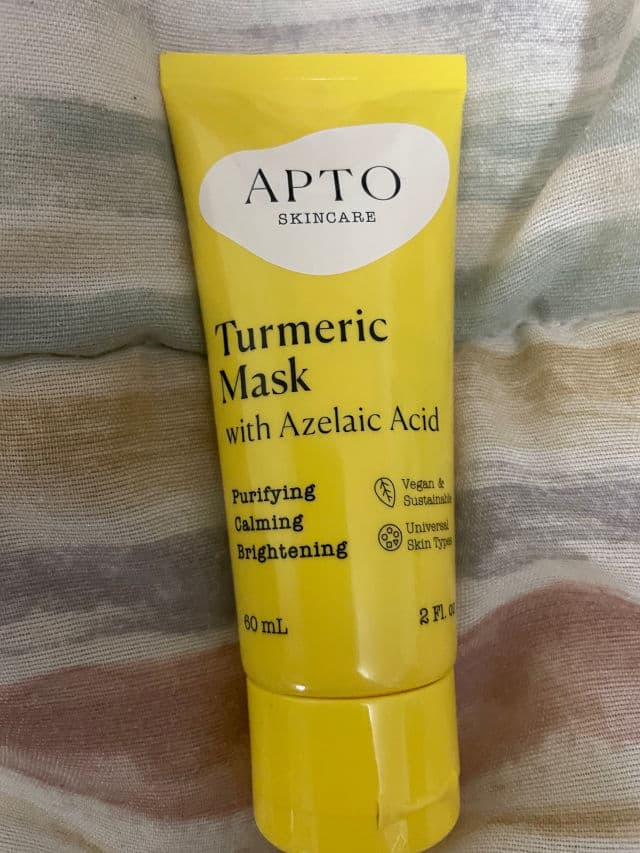 APTO
SKINCARE
Turmeric
Mask
with Azelaic Acid
Purifying
Calming
Brightening
Vegan &
Sustainable
Universal
Skin Types
60 mL
2 Fl. oz